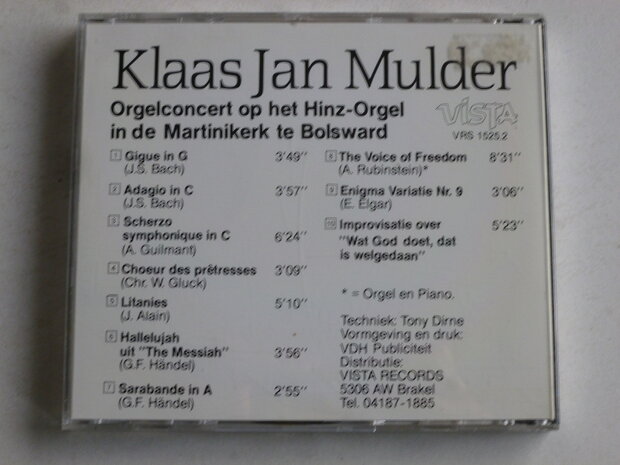 Klaas Jan Mulder
Orgelconcert op het Hinz-Orgel
in de Martinikerk te Bolsward
VISTA
VRS 1525.2
1 Gigue in G 3'49"
(J.S. Bach)
2 Adagio in C 3'57"
(J.S. Bach)
3 Scherzo
symphonique in C 6'24"
(A. Guilmant)
4 Choeur des prêtresses 3'09"
(Chr. W. Gluck)
5 Litanies 5'10"
(J. Alain)
6 Hallelujah
uit "The Messiah" 3'56"
(G.F. Händel)
7 Sarabande in A 2'55"
(G.F. Händel)
8 The Voice of Freedom 8'31"
(A. Rubinstein)*
9 Enigma Variatie Nr. 9 3'06"
(E. Elgar)
10 Improvisatie over 5'23"
"Wat God doet, dat
is welgedaan"
* = Orgel en Piano.
Techniek: Tony Dirne
Vormgeving en druk:
VDH Publiciteit
Distributie:
VISTA RECORDS
5306 AW Brakel
Tel. 04187-1885